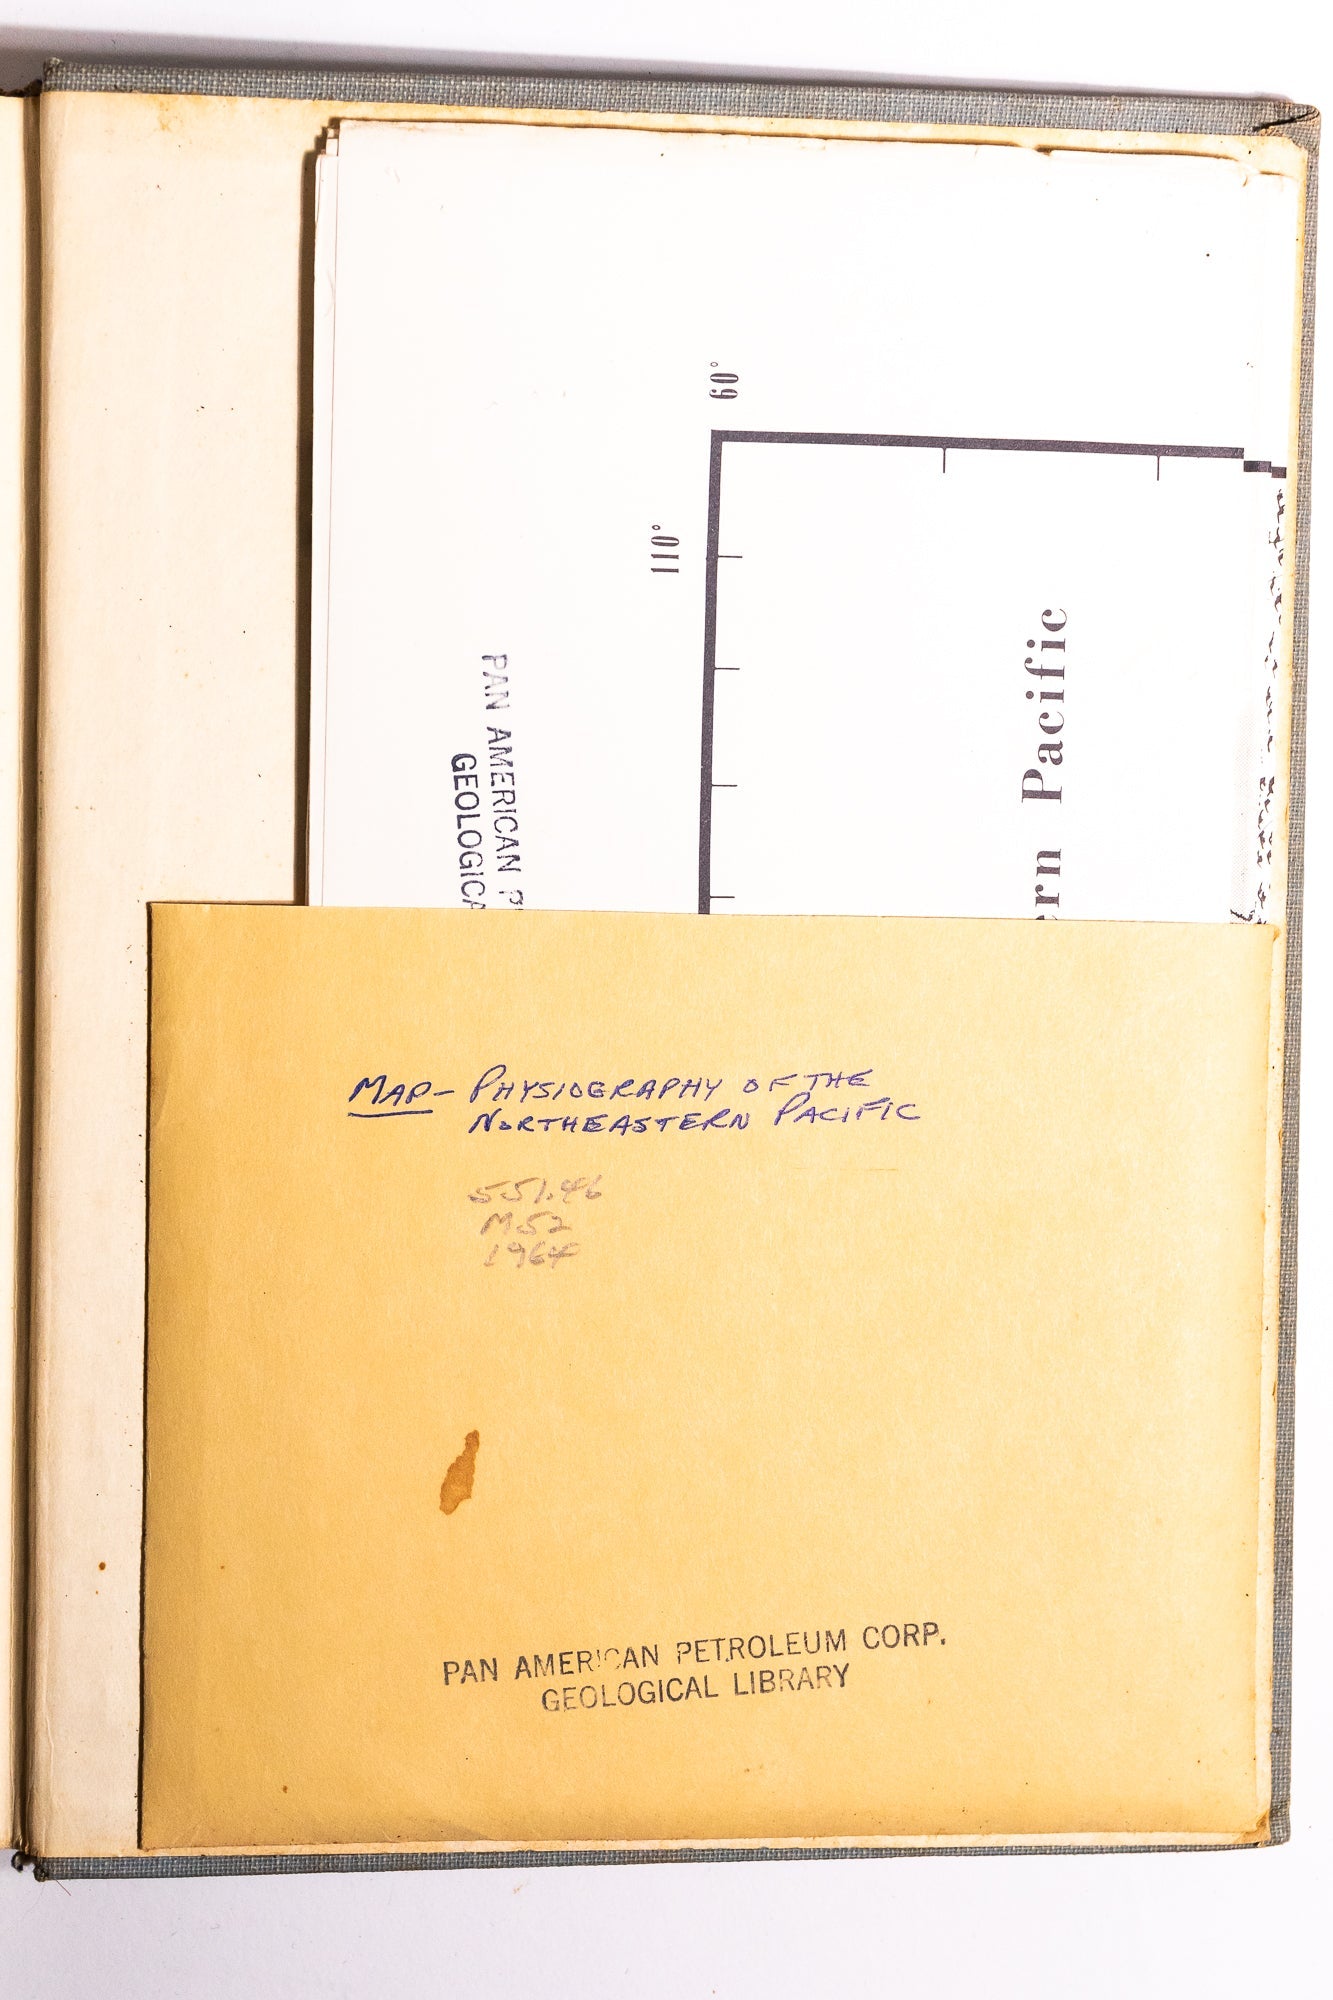 60°
110°
ern Pacific
PAN AMERICAN P
GEOLOGICA
MAP- PHYSIOGRAPHY OF THE
NORTHEASTERN PACIFIC
551.46
M52
1964
PAN AMERICAN PETROLEUM CORP.
GEOLOGICAL LIBRARY